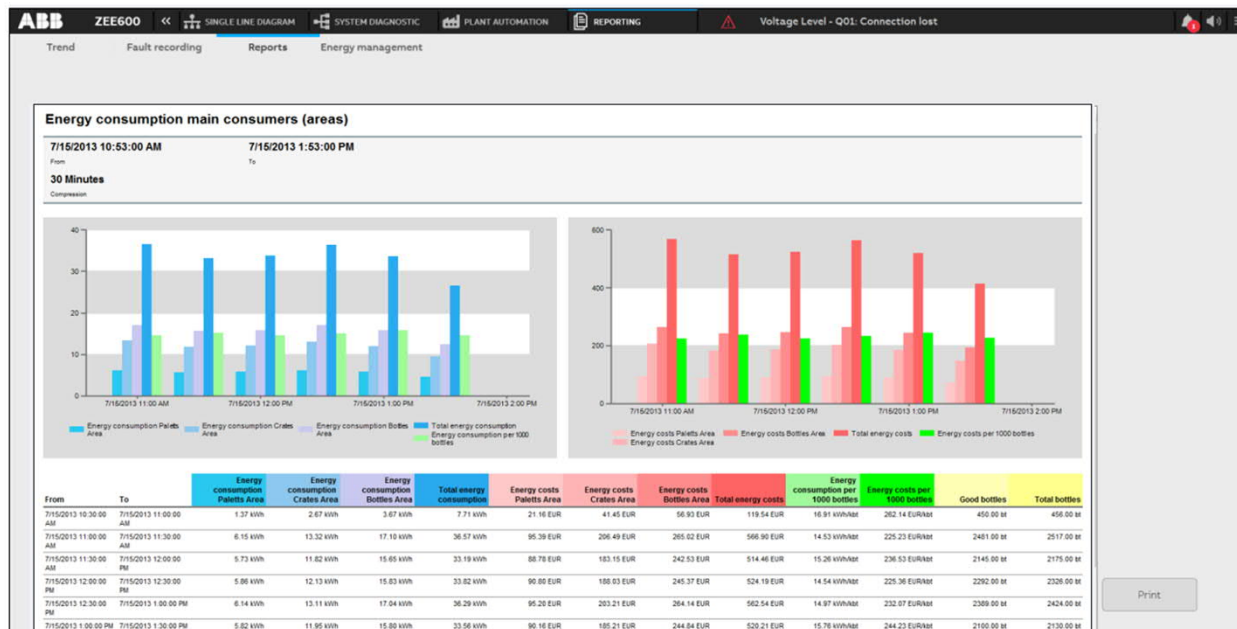 ABB ZEE600 « SINGLE LINE DIAGRAM SYSTEM DIAGNOSTIC PLANT AUTOMATION REPORTING Voltage Level - Q01: Connection lost
Trend Fault recording Reports Energy management
Energy consumption main consumers (areas)
7/15/2013 10:53:00 AM 7/15/2013 1:53:00 PM
From To
30 Minutes
Compression
40
30
20
10
0
7/15/2013 11:00 AM 7/15/2013 12:00 PM 7/15/2013 1:00 PM 7/15/2013 2:00 PM
Energy consumption Paletts Area
Energy consumption Crates Area
Energy consumption Bottles Area
Total energy consumption
Energy consumption per 1000 bottles
600
400
200
0
7/15/2013 11:00 AM 7/15/2013 12:00 PM 7/15/2013 1:00 PM 7/15/2013 2:00 PM
Energy costs Paletts Area Energy costs Bottles Area Total energy costs Energy costs per 1000 bottles
Energy costs Crates Area
From To Energy consumption Paletts Area Energy consumption Crates Area Energy consumption Bottles Area Total energy consumption Energy costs Paletts Area Energy costs Crates Area Energy costs Bottles Area Total energy costs Energy consumption per 1000 bottles Energy costs per 1000 bottles Good bottles Total bottles
7/15/2013 10:30:00 AM 7/15/2013 11:00:00 AM 1.37 kWh 2.67 kWh 3.67 kWh 7.71 kWh 21.16 EUR 41.45 EUR 56.93 EUR 119.54 EUR 16.91 kWh/kbt 262.14 EUR/kbt 450.00 bt 456.00 bt
7/15/2013 11:00:00 AM 7/15/2013 11:30:00 AM 6.15 kWh 13.32 kWh 17.10 kWh 36.57 kWh 95.39 EUR 206.49 EUR 265.02 EUR 566.90 EUR 14.53 kWh/kbt 225.23 EUR/kbt 2481.00 bt 2517.00 bt
7/15/2013 11:30:00 AM 7/15/2013 12:00:00 PM 5.73 kWh 11.82 kWh 15.65 kWh 33.19 kWh 88.78 EUR 183.15 EUR 242.53 EUR 514.46 EUR 15.26 kWh/kbt 236.53 EUR/kbt 2145.00 bt 2175.00 bt
7/15/2013 12:00:00 PM 7/15/2013 12:30:00 PM 5.86 kWh 12.13 kWh 15.83 kWh 33.82 kWh 90.80 EUR 188.03 EUR 245.37 EUR 524.19 EUR 14.54 kWh/kbt 225.36 EUR/kbt 2292.00 bt 2326.00 bt
7/15/2013 12:30:00 PM 7/15/2013 1:00:00 PM 6.14 kWh 13.11 kWh 17.04 kWh 36.29 kWh 95.20 EUR 203.21 EUR 264.14 EUR 562.54 EUR 14.97 kWh/kbt 232.07 EUR/kbt 2389.00 bt 2424.00 bt
7/15/2013 1:00:00 PM 7/15/2013 1:30:00 PM 5.82 kWh 11.95 kWh 15.80 kWh 33.56 kWh 90.16 EUR 185.21 EUR 244.84 EUR 520.21 EUR 15.76 kWh/kbt 244.23 EUR/kbt 2100.00 bt 2130.00 bt
Print